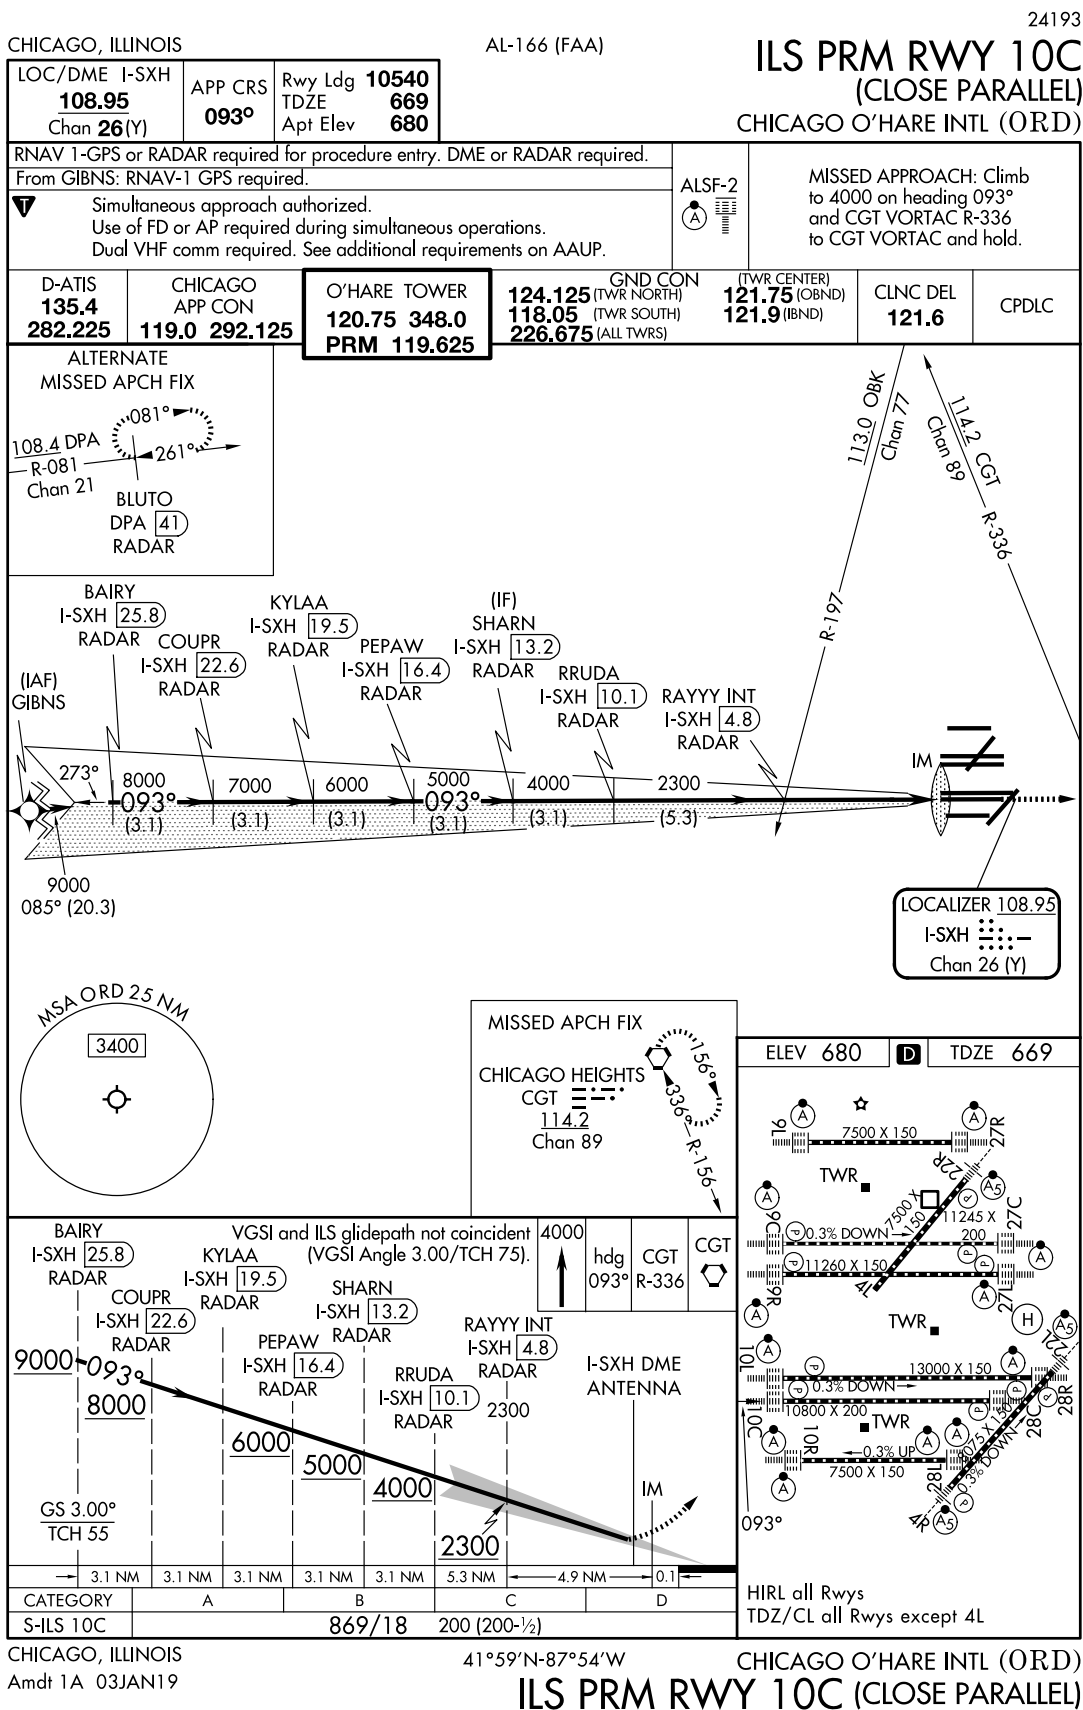 24193
CHICAGO, ILLINOIS
AL-166 (FAA)
ILS PRM RWY 10C
(CLOSE PARALLEL)
CHICAGO O'HARE INTL (ORD)
LOC/DME I-SXH
108.95
Chan 26(Y)
APP CRS
093°
Rwy Ldg 10540
TDZE 669
Apt Elev 680
RNAV 1-GPS or RADAR required for procedure entry. DME or RADAR required.
From GIBNS: RNAV-1 GPS required.
T
Simultaneous approach authorized.
Use of FD or AP required during simultaneous operations.
Dual VHF comm required. See additional requirements on AAUP.
ALSF-2
A
MISSED APPROACH: Climb
to 4000 on heading 093°
and CGT VORTAC R-336
to CGT VORTAC and hold.
D-ATIS
135.4
282.225
CHICAGO
APP CON
119.0 292.125
O'HARE TOWER
120.75 348.0
PRM 119.625
GND CON
124.125 (TWR NORTH)
118.05 (TWR SOUTH)
226.675 (ALL TWRS)
(TWR CENTER)
121.75 (OBND)
121.9 (IBND)
CLNC DEL
121.6
CPDLC
ALTERNATE
MISSED APCH FIX
081°
261°
108.4 DPA
R-081
Chan 21
BLUTO
DPA 41
RADAR
113.0 OBK
Chan 77
R-197
114.2 CGT
Chan 89
R-336
(IAF)
GIBNS
BAIRY
I-SXH 25.8
RADAR
COUPR
I-SXH 22.6
RADAR
KYLAA
I-SXH 19.5
RADAR
PEPAW
I-SXH 16.4
RADAR
(IF)
SHARN
I-SXH 13.2
RADAR
RRUDA
I-SXH 10.1
RADAR
RAYYY INT
I-SXH 4.8
RADAR
IM
273°
8000
093°
(3.1)
7000
(3.1)
6000
(3.1)
5000
093°
(3.1)
4000
(3.1)
2300
(5.3)
9000
085° (20.3)
LOCALIZER 108.95
I-SXH
Chan 26 (Y)
MSA ORD 25 NM
3400
MISSED APCH FIX
CHICAGO HEIGHTS
CGT
114.2
Chan 89
156°
336°
R-156
ELEV 680
D
TDZE 669
A
A
9L
7500 X 150
27R
TWR
22R
A5
P
7500 X
150
11245 X
200
A
9C
P
0.3% DOWN
27C
P
A
P
11260 X 150
P
9R
4L
27L
A
A
TWR
H
A5
22L
10L
A
P
13000 X 150
A
28R
P
0.3% DOWN
P
P
10C
10800 X 200
P
28C
TWR
A
10R
0.3% UP
A
A
8075 X 150
0.3% DOWN
7500 X 150
28L
P
A
4R
A5
093°
HIRL all Rwys
TDZ/CL all Rwys except 4L
VGSI and ILS glidepath not coincident
(VGSI Angle 3.00/TCH 75).
4000
hdg
093°
CGT
R-336
CGT
BAIRY
I-SXH 25.8
RADAR
COUPR
I-SXH 22.6
RADAR
KYLAA
I-SXH 19.5
RADAR
PEPAW
I-SXH 16.4
RADAR
SHARN
I-SXH 13.2
RADAR
RRUDA
I-SXH 10.1
RADAR
RAYYY INT
I-SXH 4.8
RADAR
2300
I-SXH DME
ANTENNA
IM
9000
093°
8000
6000
5000
4000
2300
GS 3.00°
TCH 55
3.1 NM
3.1 NM
3.1 NM
3.1 NM
3.1 NM
5.3 NM
4.9 NM
0.1
CATEGORY
A
B
C
D
S-ILS 10C
869/18 200 (200-½)
CHICAGO, ILLINOIS
Amdt 1A 03JAN19
41°59'N-87°54'W
CHICAGO O'HARE INTL (ORD)
ILS PRM RWY 10C (CLOSE PARALLEL)